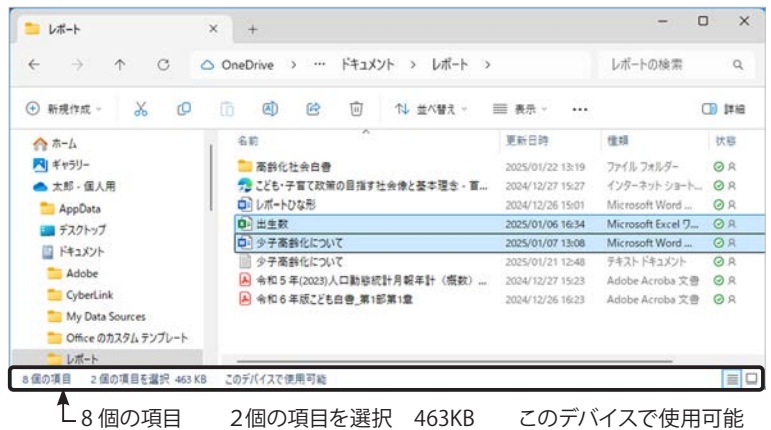 レポート
OneDrive > … ドキュメント > レポート > レポートの検索
新規作成 並べ替え 表示 … 詳細
名前 更新日時 種類 状態
ホーム
ギャラリー
太郎 - 個人用
AppData
デスクトップ
ドキュメント
Adobe
CyberLink
My Data Sources
Office のカスタム テンプレート
レポート
高齢化社会白書 2025/01/22 13:19 ファイル フォルダー
こども・子育て政策の目指す社会像と基本理念 - 首... 2024/12/27 15:27 インターネット ショート...
レポートひな形 2024/12/26 15:01 Microsoft Word ...
出生数 2025/01/06 16:34 Microsoft Excel ワ...
少子高齢化について 2025/01/07 13:08 Microsoft Word ...
少子高齢化について 2025/01/21 12:48 テキスト ドキュメント
令和5年(2023)人口動態統計月報年計（概数）... 2024/12/27 15:23 Adobe Acroba 文書
令和6年版こども白書_第1部第1章 2024/12/26 16:23 Adobe Acroba 文書
8 個の項目 2 個の項目を選択 463 KB このデバイスで使用可能
8 個の項目 2個の項目を選択 463KB このデバイスで使用可能